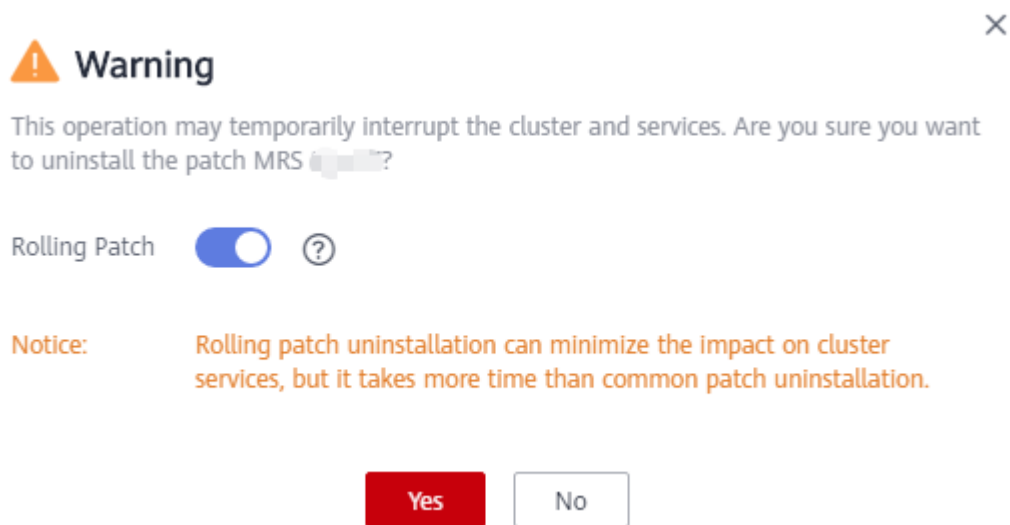 Warning
This operation may temporarily interrupt the cluster and services. Are you sure you want
to uninstall the patch MRS ?
Rolling Patch
Notice: Rolling patch uninstallation can minimize the impact on cluster
services, but it takes more time than common patch uninstallation.
Yes No